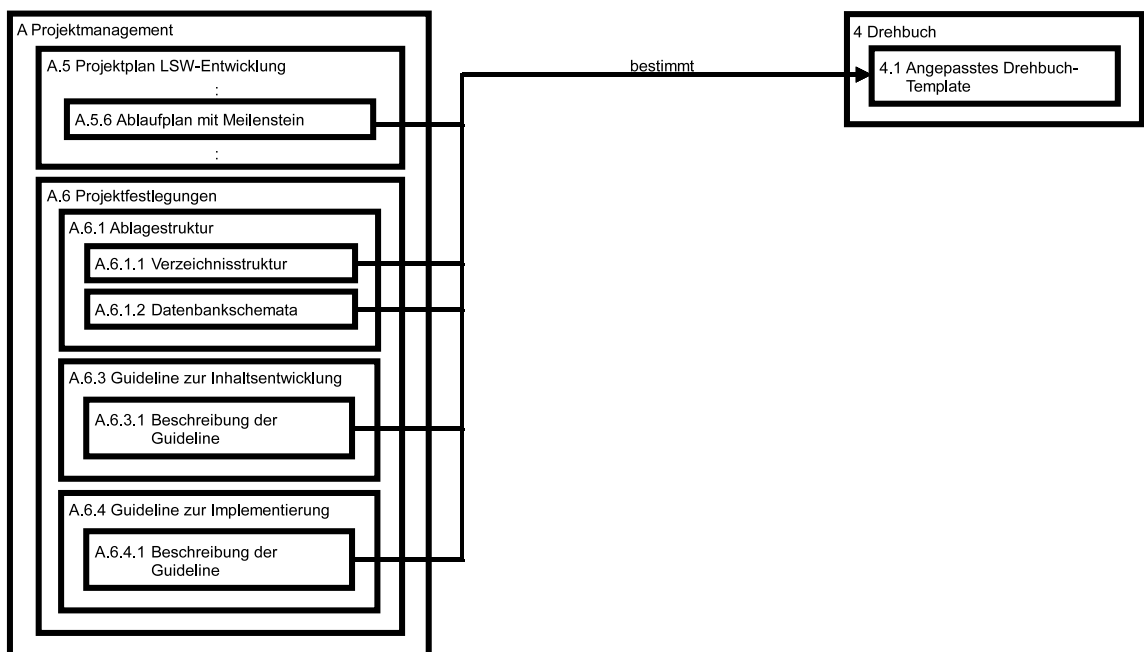 A Projektmanagement
A.5 Projektplan LSW-Entwicklung
:
A.5.6 Ablaufplan mit Meilenstein
:
A.6 Projektfestlegungen
A.6.1 Ablagestruktur
A.6.1.1 Verzeichnisstruktur
A.6.1.2 Datenbankschemata
A.6.3 Guideline zur Inhaltsentwicklung
A.6.3.1 Beschreibung der
Guideline
A.6.4 Guideline zur Implementierung
A.6.4.1 Beschreibung der
Guideline
bestimmt
4 Drehbuch
4.1 Angepasstes Drehbuch-
Template